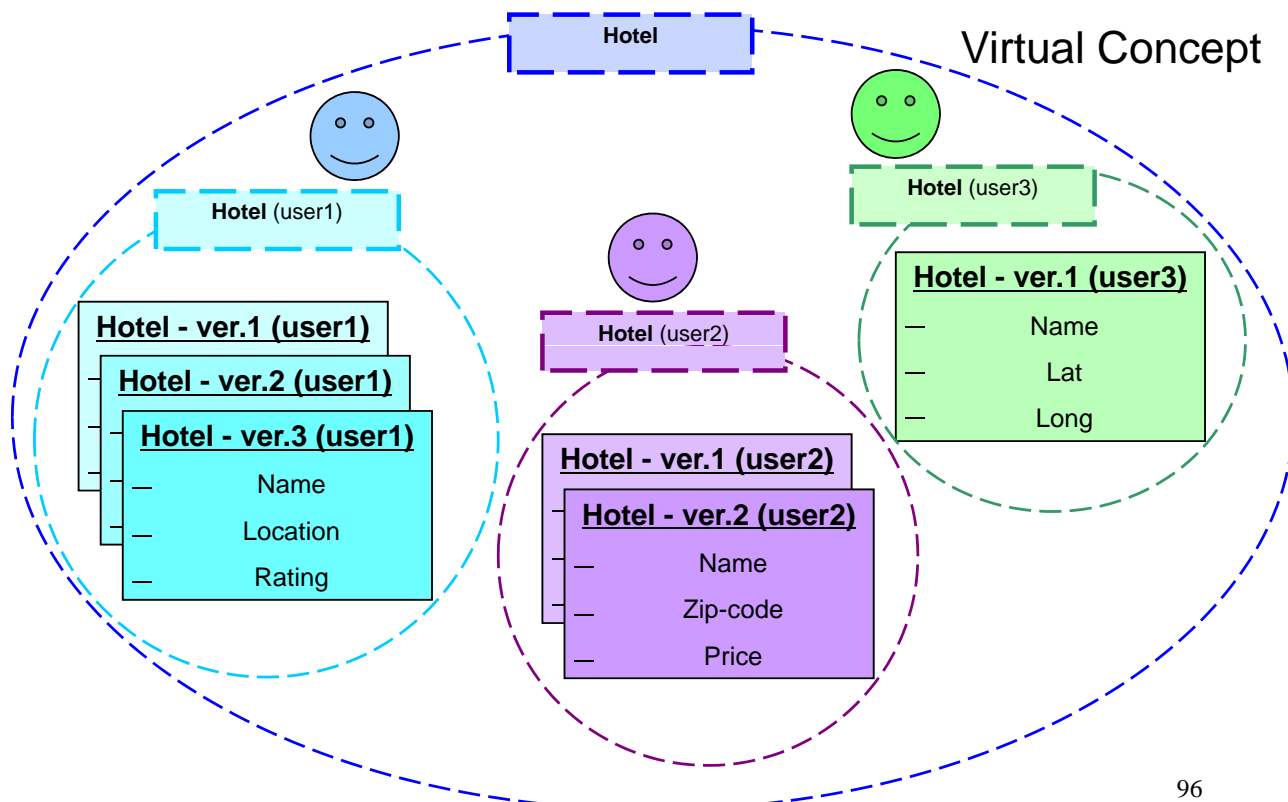 Hotel
Virtual Concept
Hotel (user1)
Hotel - ver.1 (user1)
Hotel - ver.2 (user1)
Hotel - ver.3 (user1)
— Name
— Location
— Rating
Hotel (user2)
Hotel - ver.1 (user2)
Hotel - ver.2 (user2)
— Name
— Zip-code
— Price
Hotel (user3)
Hotel - ver.1 (user3)
— Name
— Lat
— Long
96